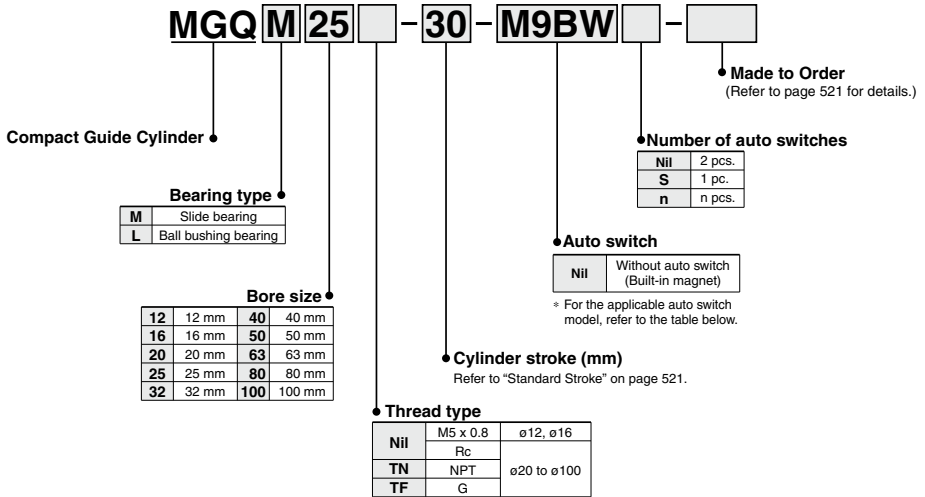 MGQ M 25 – 30 – M9BW –
Made to Order
(Refer to page 521 for details.)
Compact Guide Cylinder
Number of auto switches
Nil 2 pcs.
S 1 pc.
n n pcs.
Bearing type
M Slide bearing
L Ball bushing bearing
Auto switch
Nil Without auto switch
(Built-in magnet)
∗ For the applicable auto switch
model, refer to the table below.
Bore size
12 12 mm 40 40 mm
16 16 mm 50 50 mm
20 20 mm 63 63 mm
25 25 mm 80 80 mm
32 32 mm 100 100 mm
Cylinder stroke (mm)
Refer to “Standard Stroke” on page 521.
Thread type
Nil M5 x 0.8 ø12, ø16
Rc ø20 to ø100
TN NPT
TF G